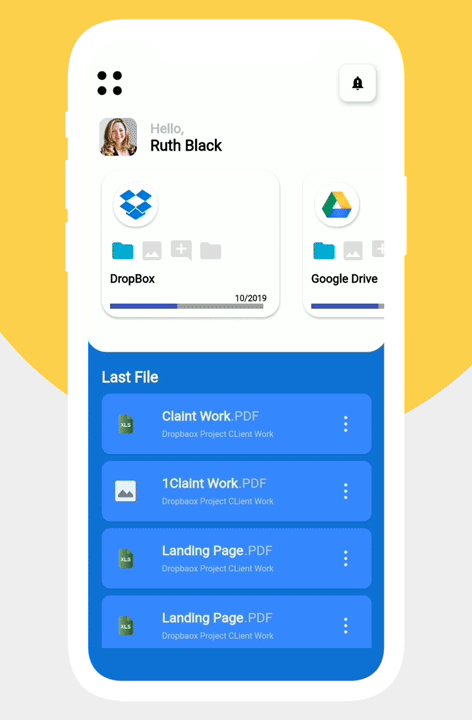 Hello,
Ruth Black
DropBox
Google Drive
10/2019
Last File
XLS
Claint Work.PDF
Dropbaox Project CLient Work
1Claint Work.PDF
Dropbaox Project CLient Work
XLS
Landing Page.PDF
Dropbaox Project CLient Work
XLS
Landing Page.PDF
Dropbaox Project CLient Work